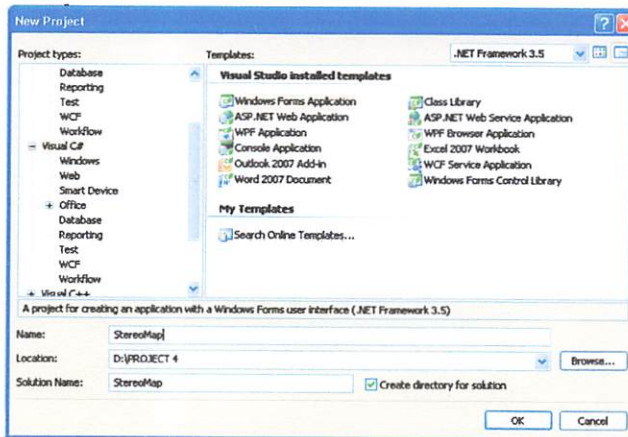 New Project
Project types:
Templates:
.NET Framework 3.5
Database
Reporting
Test
WCF
Workflow
Visual C#
Windows
Web
Smart Device
Office
Database
Reporting
Test
WCF
Workflow
Visual C++
Visual Studio installed templates
Windows Forms Application
Class Library
ASP.NET Web Application
ASP.NET Web Service Application
WPF Application
WPF Browser Application
Console Application
Excel 2007 Workbook
Outlook 2007 Add-in
WCF Service Application
Word 2007 Document
Windows Forms Control Library
My Templates
Search Online Templates...
A project for creating an application with a Windows Forms user interface (.NET Framework 3.5)
Name:
StereoMap
Location:
D:\PROJECT 4
Browse...
Solution Name:
StereoMap
Create directory for solution
OK
Cancel